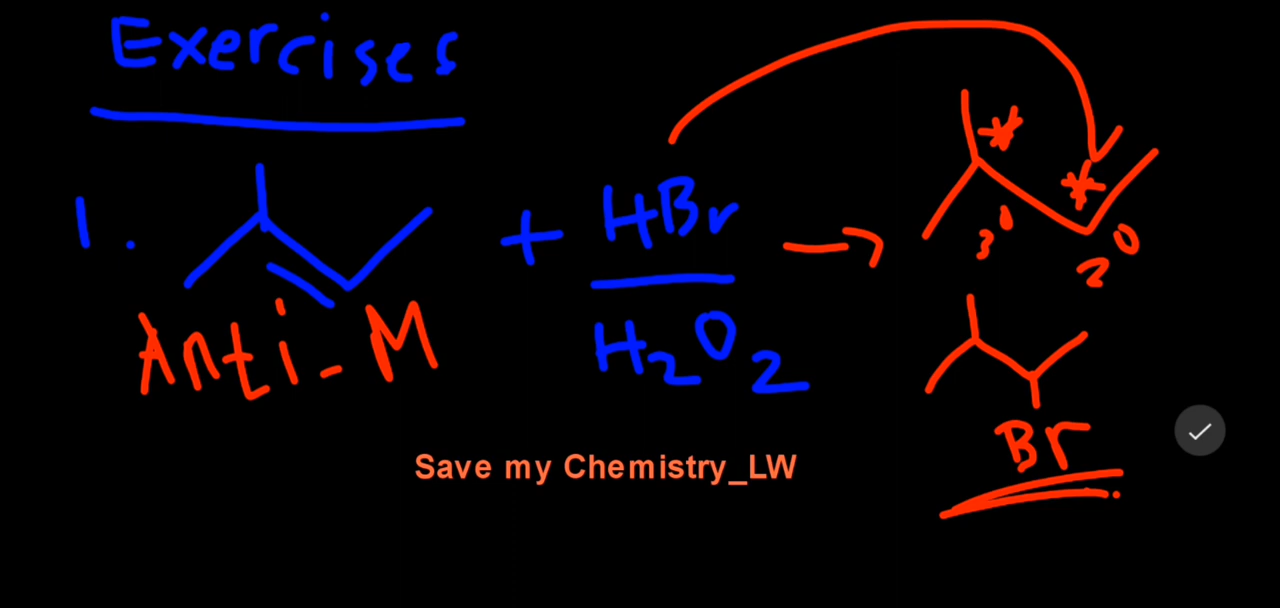 Exercises
1.
+ HBr →
H2O2
Anti-M
* *
3° 2°
Br
Save my Chemistry_LW